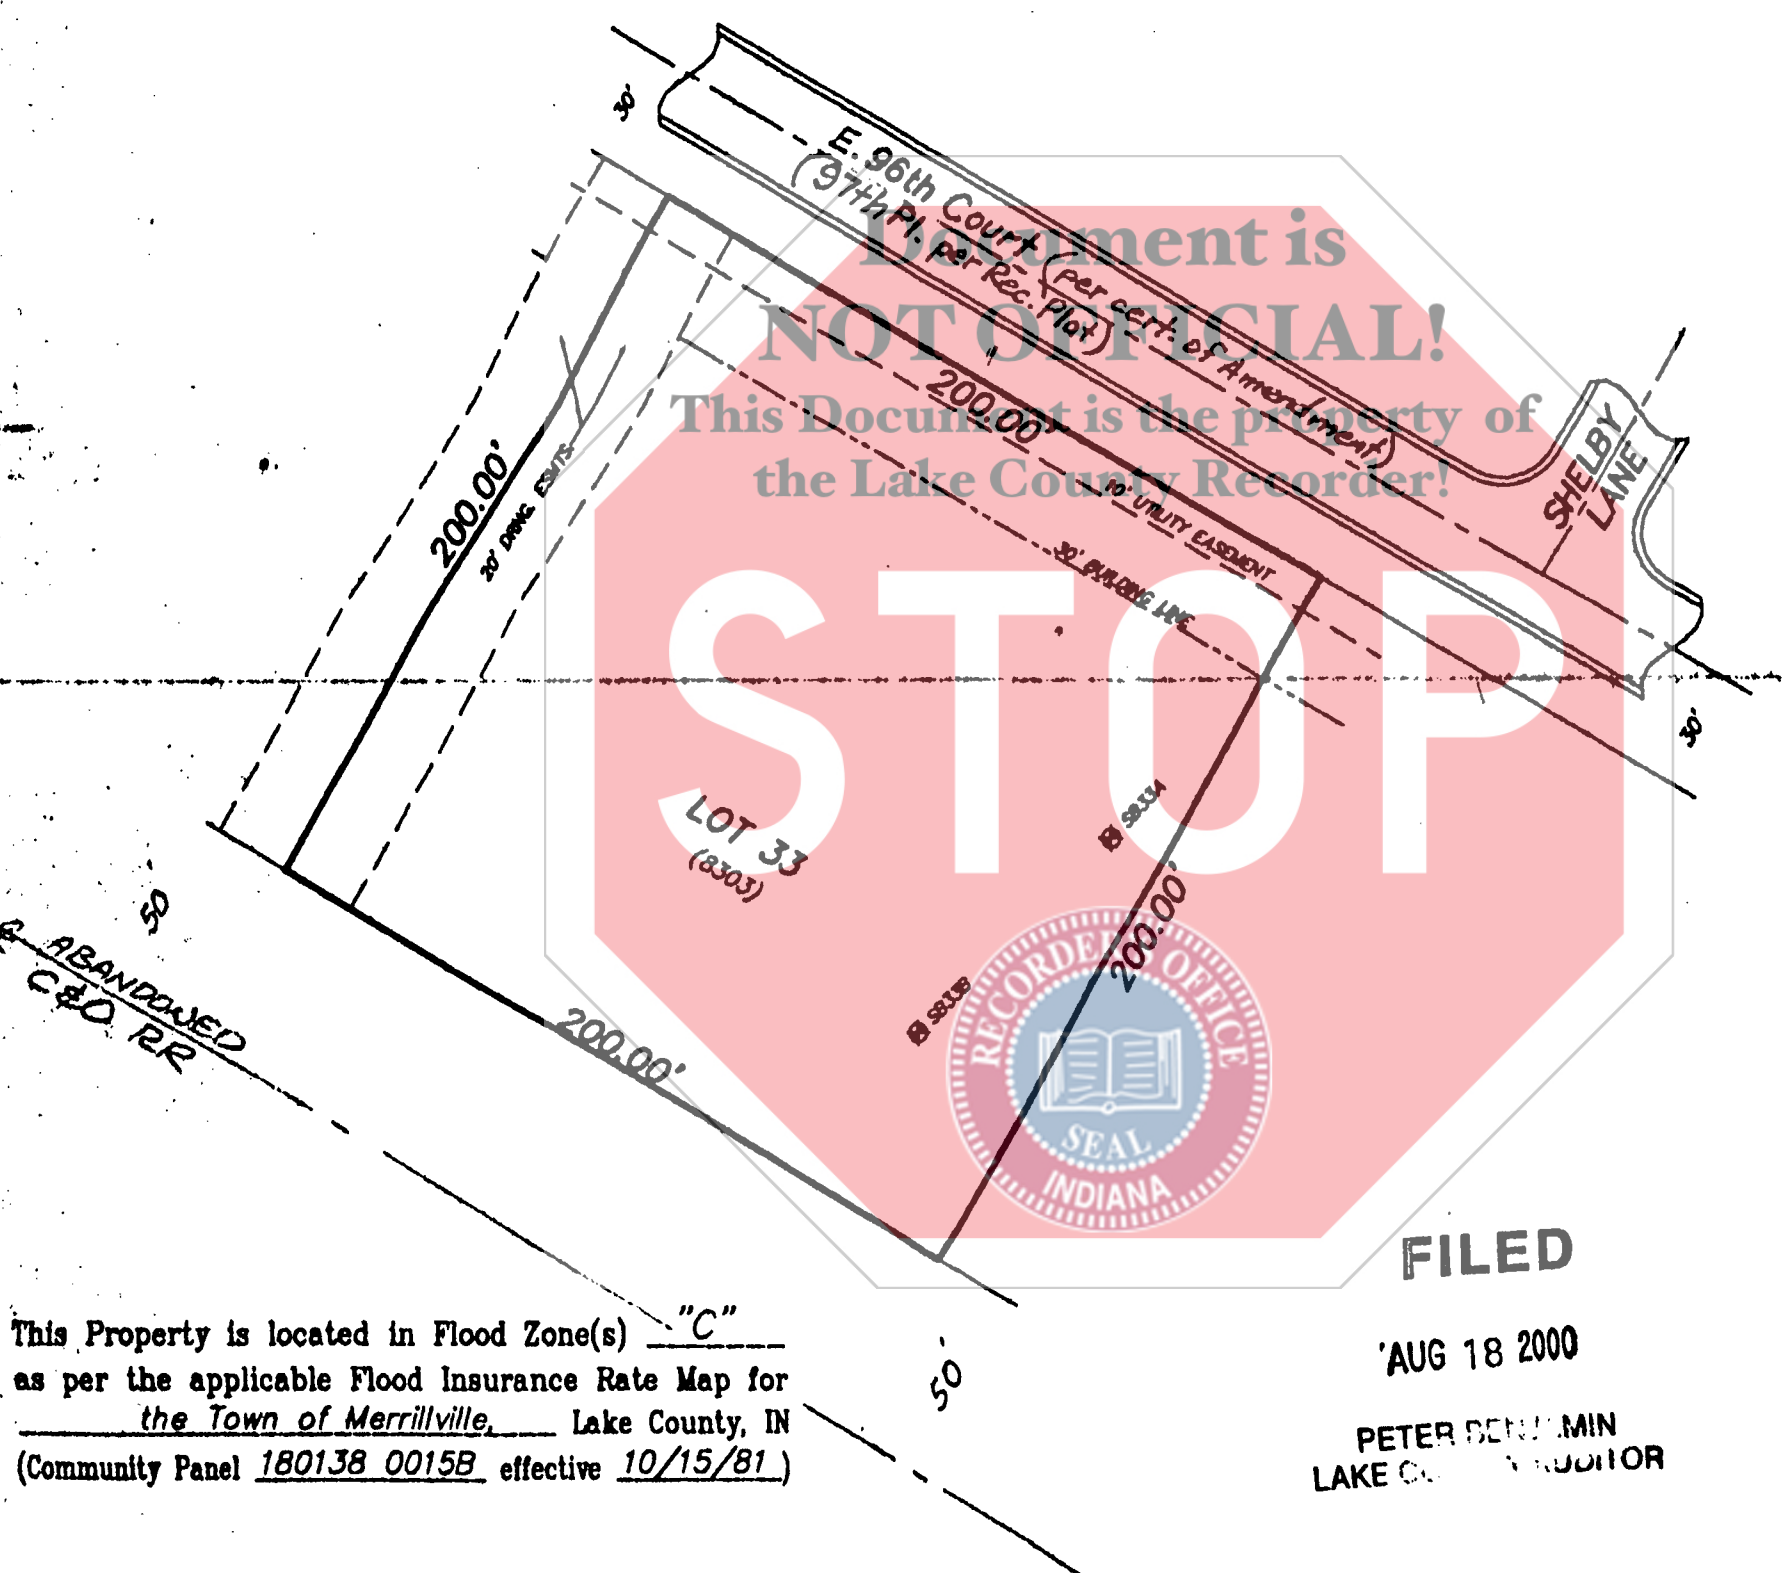 30'
E. 96th Court (per cert. of Amendment)
(97th Pl. per Rec. Plat)
Document is
NOT OFFICIAL!
This Document is the property of
the Lake County Recorder!
SHELBY
LANE
200.00'
200.00'
20' DRNG. ESMTS.
10' UTILITY EASEMENT
30' BUILDING LINE
STOP
30'
SB33A
LOT 33
(8303)
200.00'
50
℄ ABANDONED
C&O RR
SB33B
200.00'
RECORDER'S OFFICE
SEAL
INDIANA
FILED
This Property is located in Flood Zone(s) "C"
as per the applicable Flood Insurance Rate Map for
the Town of Merrillville, Lake County, IN
(Community Panel 180138 0015B effective 10/15/81)
50'
AUG 18 2000
PETER BENJAMIN
LAKE AUDITOR